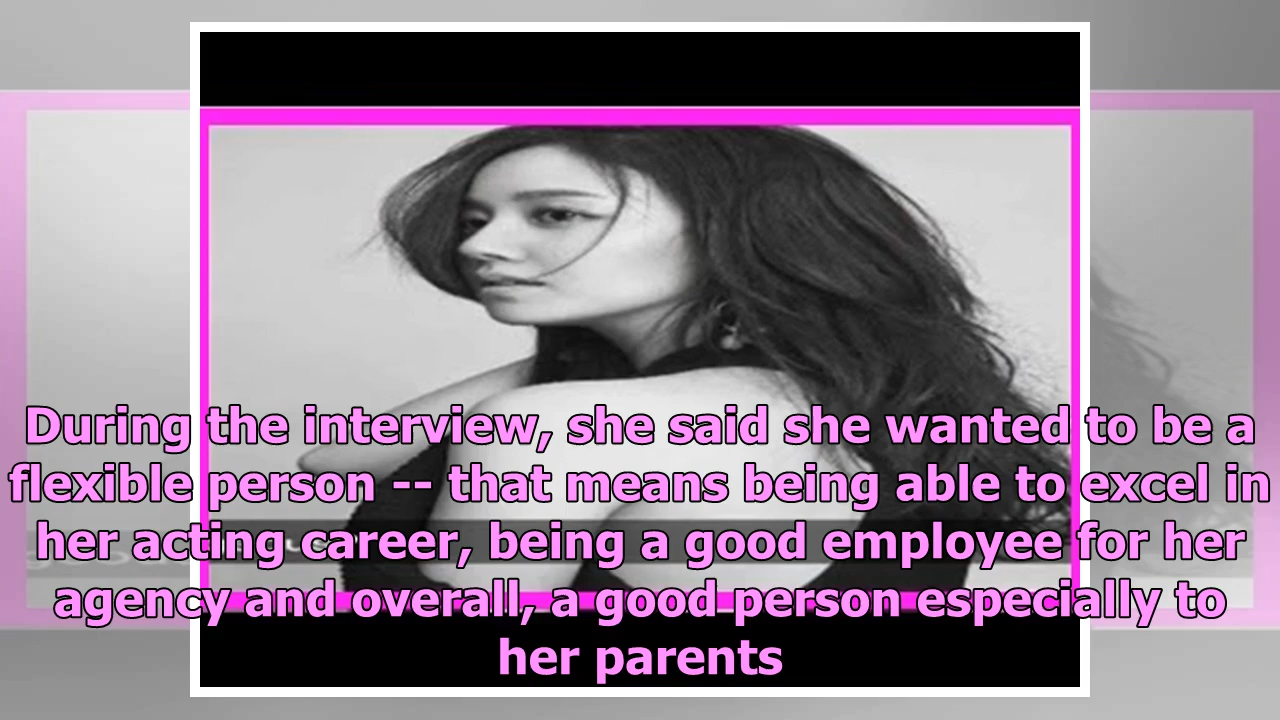 During the interview, she said she wanted to be a
flexible person -- that means being able to excel in
her acting career, being a good employee for her
agency and overall, a good person especially to
her parents